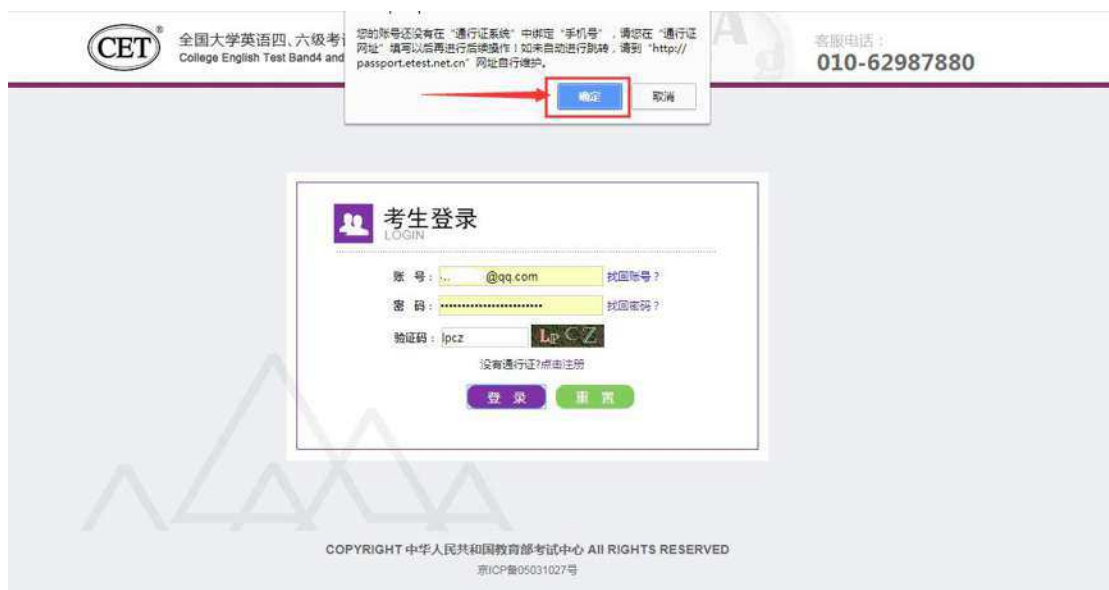 CET
全国大学英语四、六级考
College English Test Band4 and
您的账号还没有在“通行证系统”中绑定“手机号”，请您在“通行证
网址”填写以后再进行后续操作！如未自动进行跳转，请到“http://
passport.etest.net.cn”网址自行维护。
确定
取消
客服电话：
010-62987880
考生登录
LOGIN
账 号：
@qq.com
找回账号？
密 码：
找回密码？
验证码：
lpcz
LpCZ
没有通行证?点击注册
登 录
重 置
COPYRIGHT 中华人民共和国教育部考试中心 All RIGHTS RESERVED
京ICP备05031027号